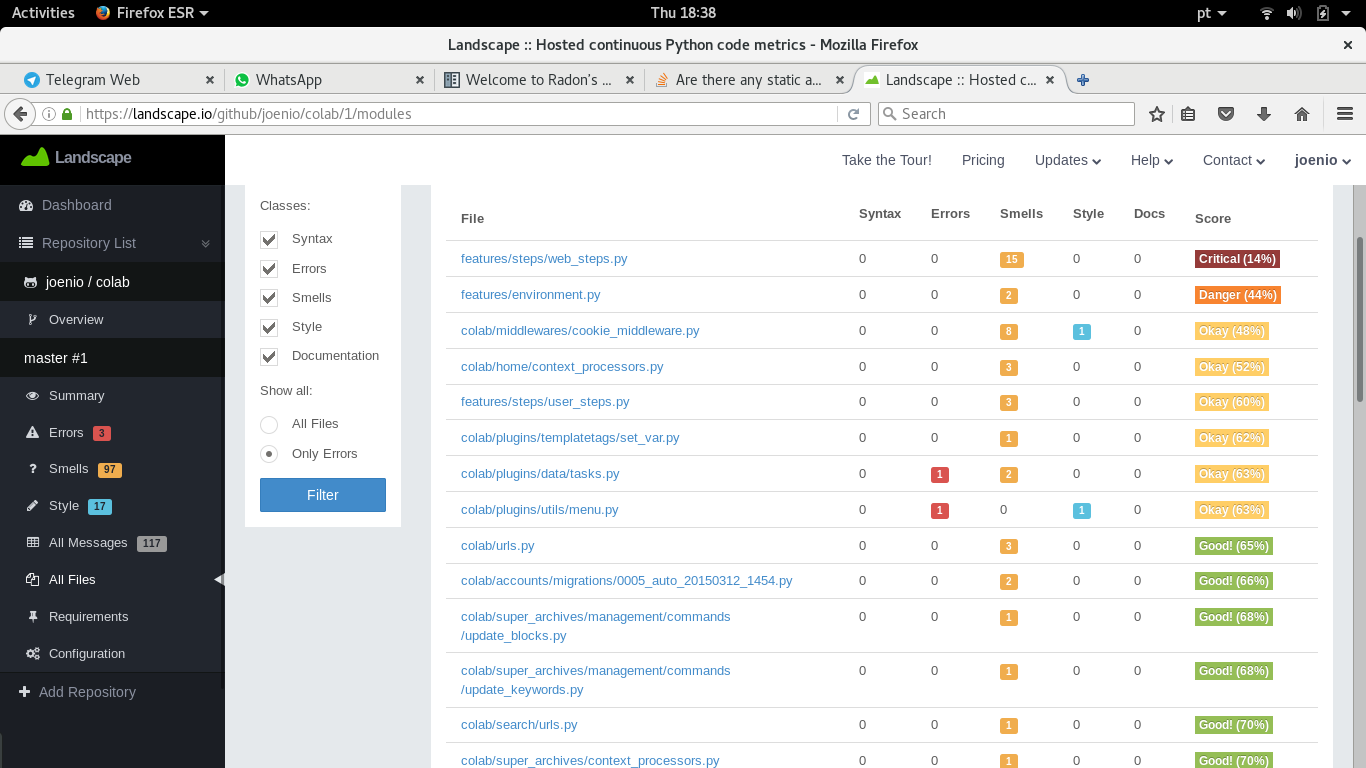 Activities Firefox ESR Thu 18:38 pt
Landscape :: Hosted continuous Python code metrics - Mozilla Firefox
Telegram Web WhatsApp Welcome to Radon's ... Are there any static a... Landscape :: Hosted c...
https://landscape.io/github/joenio/colab/1/modules Search
Landscape Take the Tour! Pricing Updates Help Contact joenio
Dashboard
Repository List
joenio / colab
Overview
master #1
Summary
Errors 3
Smells 97
Style 17
All Messages 117
All Files
Requirements
Configuration
Add Repository
Classes:
Syntax
Errors
Smells
Style
Documentation
Show all:
All Files
Only Errors
Filter
File Syntax Errors Smells Style Docs Score
features/steps/web_steps.py 0 0 15 0 0 Critical (14%)
features/environment.py 0 0 2 0 0 Danger (44%)
colab/middlewares/cookie_middleware.py 0 0 8 1 0 Okay (48%)
colab/home/context_processors.py 0 0 3 0 0 Okay (52%)
features/steps/user_steps.py 0 0 3 0 0 Okay (60%)
colab/plugins/templatetags/set_var.py 0 0 1 0 0 Okay (62%)
colab/plugins/data/tasks.py 0 1 2 0 0 Okay (63%)
colab/plugins/utils/menu.py 0 1 0 1 0 Okay (63%)
colab/urls.py 0 0 3 0 0 Good! (65%)
colab/accounts/migrations/0005_auto_20150312_1454.py 0 0 2 0 0 Good! (66%)
colab/super_archives/management/commands 0 0 1 0 0 Good! (68%)
/update_blocks.py
colab/super_archives/management/commands 0 0 1 0 0 Good! (68%)
/update_keywords.py
colab/search/urls.py 0 0 1 0 0 Good! (70%)
colab/super_archives/context_processors.py 0 0 1 0 0 Good! (70%)